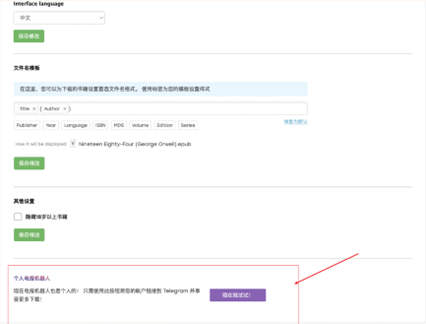 Interface language
中文
保存修改
文件名模板
在这里，您可以为下载的书籍设置首选文件名格式。 使用标签为您的模板设置样式
Title × ( Author × )
恢复为默认
Publisher Year Language ISBN MD5 Volume Edition Series
How it will be displayed: Nineteen Eighty-Four (George Orwell).epub
保存修改
其他设置
隐藏18岁以上书籍
保存修改
个人电报机器人
现在电报机器人也是个人的! 只需使用此按钮将您的帐户链接到 Telegram 并享
受更多下载!
现在就试试!